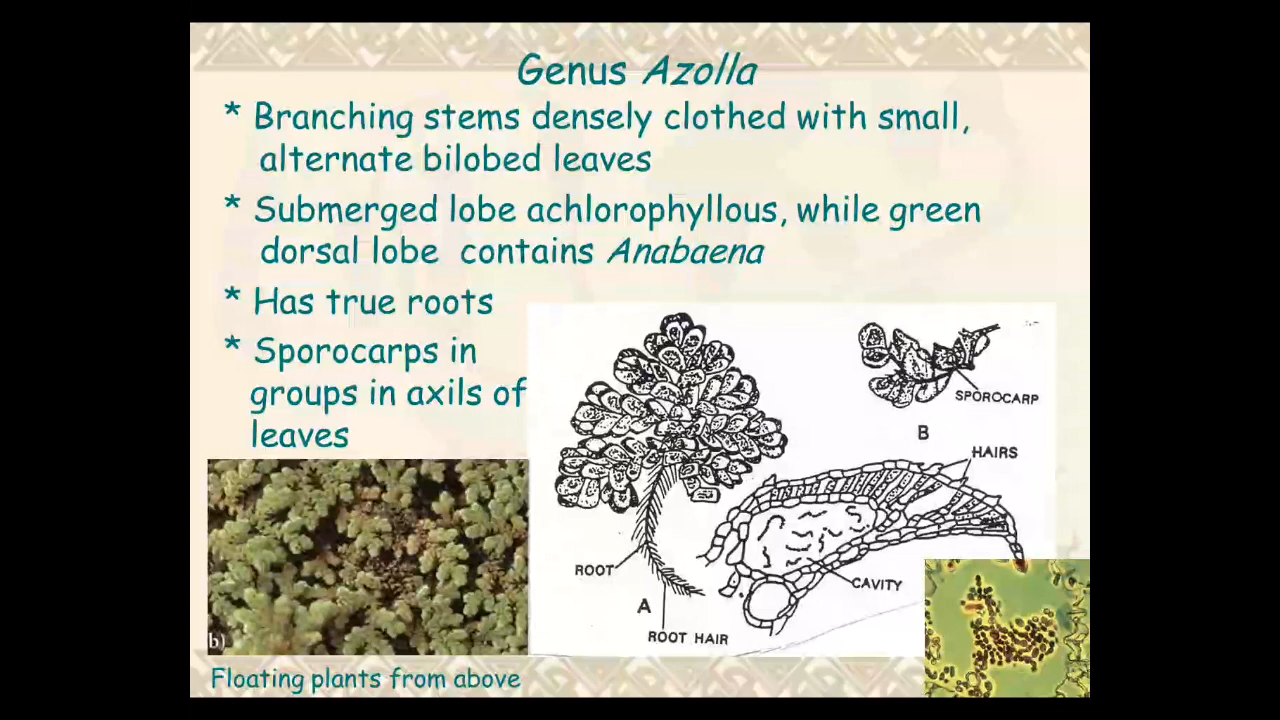 Genus Azolla
* Branching stems densely clothed with small,
alternate bilobed leaves
* Submerged lobe achlorophyllous, while green
dorsal lobe contains Anabaena
* Has true roots
* Sporocarps in
groups in axils of
leaves
SPOROCARP
B
HAIRS
ROOT
CAVITY
A
ROOT HAIR
b)
Floating plants from above